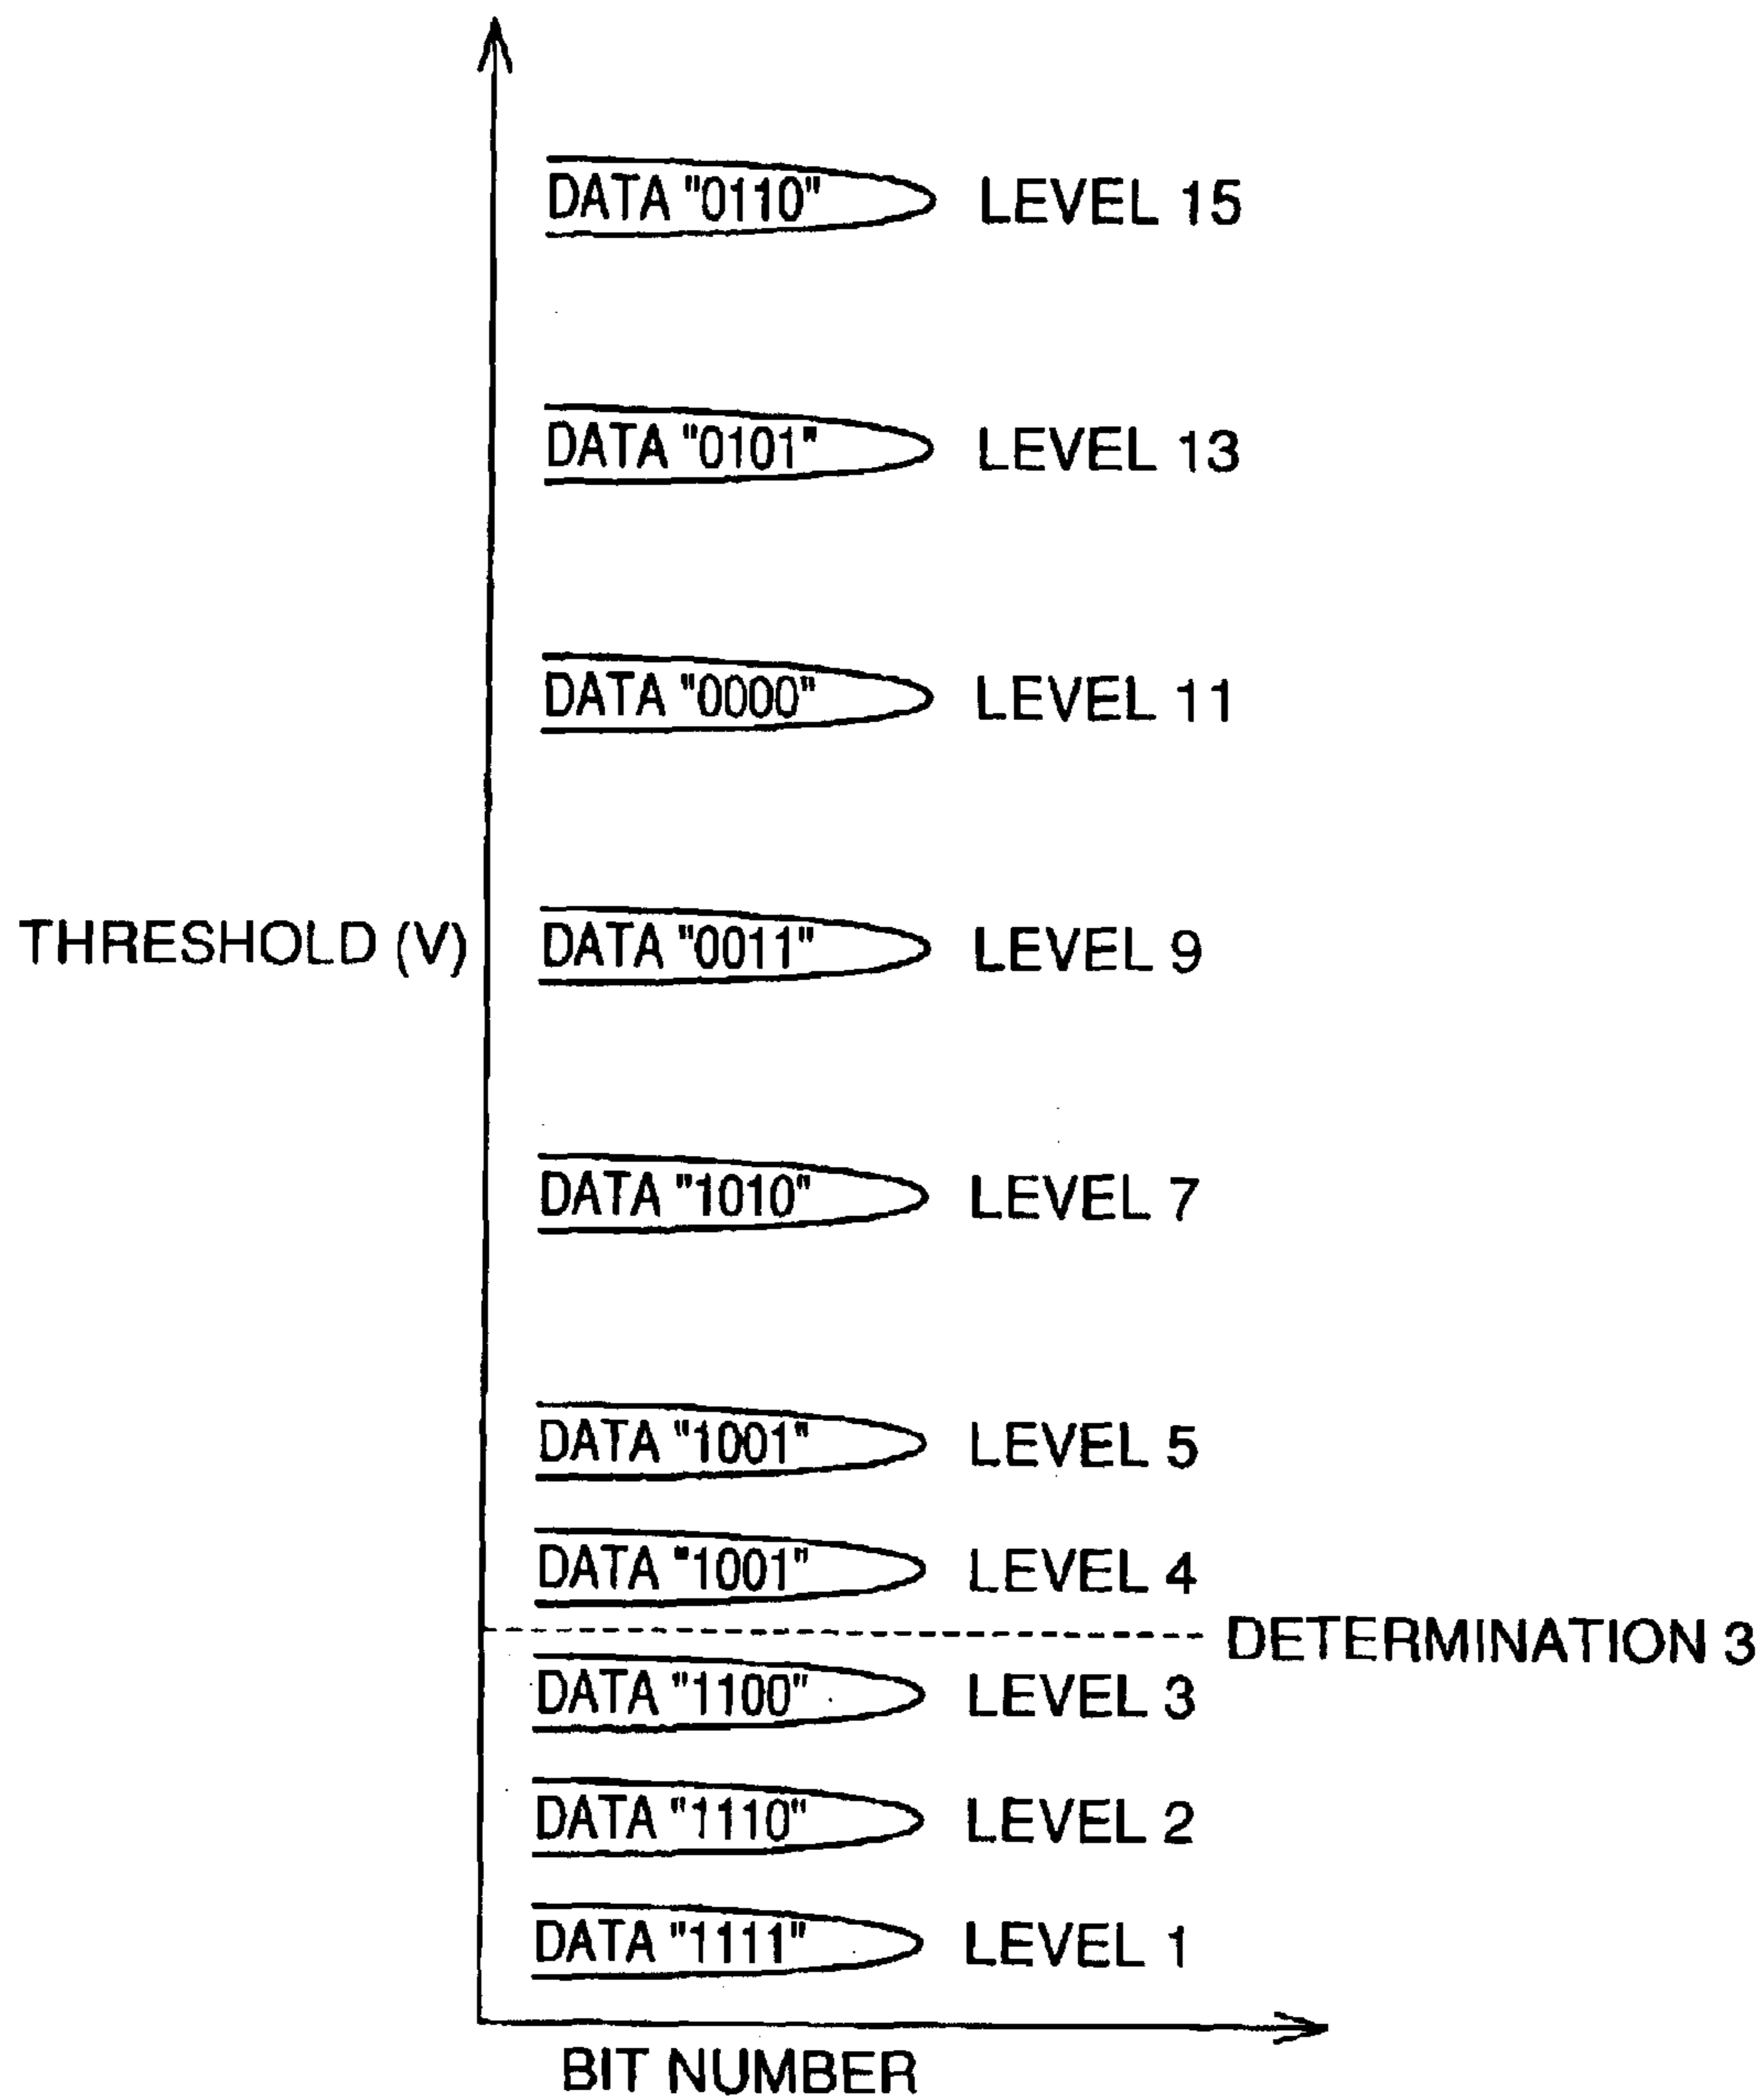 DATA "0110" LEVEL 15
DATA "0101" LEVEL 13
DATA "0000" LEVEL 11
THRESHOLD (V) DATA "0011" LEVEL 9
DATA "1010" LEVEL 7
DATA "1001" LEVEL 5
DATA "1001" LEVEL 4
DETERMINATION 3
DATA "1100" LEVEL 3
DATA "1110" LEVEL 2
DATA "1111" LEVEL 1
BIT NUMBER